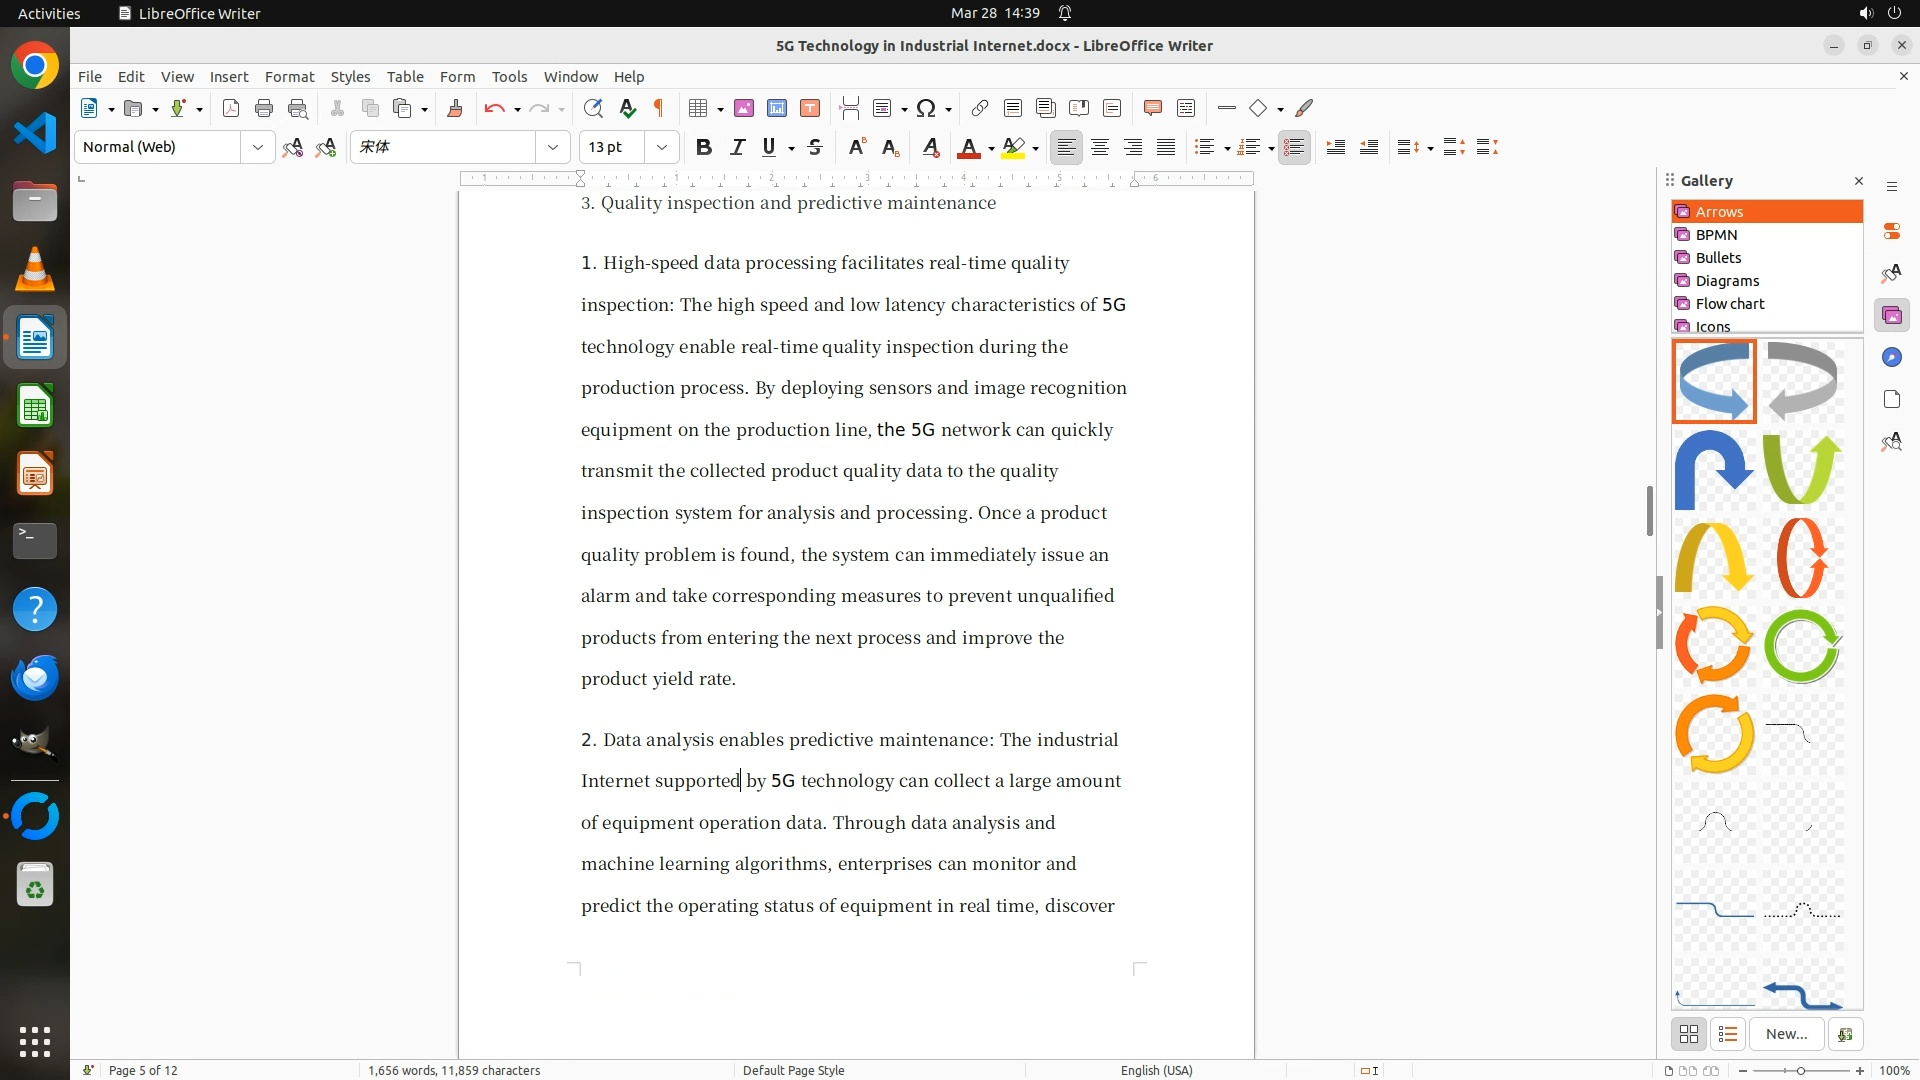 Activities
LibreOffice Writer
Mar 28 14:39
5G Technology in Industrial Internet.docx - LibreOffice Writer
File Edit View Insert Format Styles Table Form Tools Window Help
Normal (Web)
宋体
13 pt
Gallery
Arrows
BPMN
Bullets
Diagrams
Flow chart
Icons
3. Quality inspection and predictive maintenance
1. High-speed data processing facilitates real-time quality
inspection: The high speed and low latency characteristics of 5G
technology enable real-time quality inspection during the
production process. By deploying sensors and image recognition
equipment on the production line, the 5G network can quickly
transmit the collected product quality data to the quality
inspection system for analysis and processing. Once a product
quality problem is found, the system can immediately issue an
alarm and take corresponding measures to prevent unqualified
products from entering the next process and improve the
product yield rate.
2. Data analysis enables predictive maintenance: The industrial
Internet supported by 5G technology can collect a large amount
of equipment operation data. Through data analysis and
machine learning algorithms, enterprises can monitor and
predict the operating status of equipment in real time, discover
New...
Page 5 of 12
1,656 words, 11,859 characters
Default Page Style
English (USA)
100%